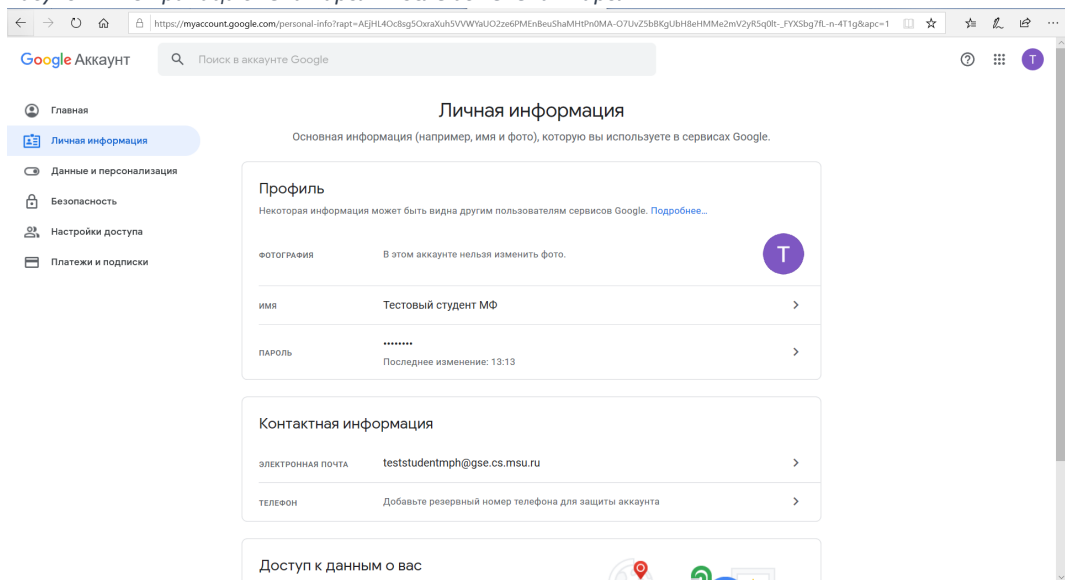 https://myaccount.google.com/personal-info?rapt=AEjHL4Oc8sg5OxraXuh5VVWYaUO2ze6PMEnBeuShaMHtPn0MA-O7UvZ5bBKgUbH8eHMMe2mV2yR5q0lt-_FYXSbg7fL-n-4T1g&apc=1
Google Аккаунт
Поиск в аккаунте Google
T
Главная
Личная информация
Данные и персонализация
Безопасность
Настройки доступа
Платежи и подписки
Личная информация
Основная информация (например, имя и фото), которую вы используете в сервисах Google.
Профиль
Некоторая информация может быть видна другим пользователям сервисов Google. Подробнее…
ФОТОГРАФИЯ В этом аккаунте нельзя изменить фото. T
ИМЯ Тестовый студент МФ
ПАРОЛЬ ••••••••
Последнее изменение: 13:13
Контактная информация
ЭЛЕКТРОННАЯ ПОЧТА teststudentmph@gse.cs.msu.ru
ТЕЛЕФОН Добавьте резервный номер телефона для защиты аккаунта
Доступ к данным о вас